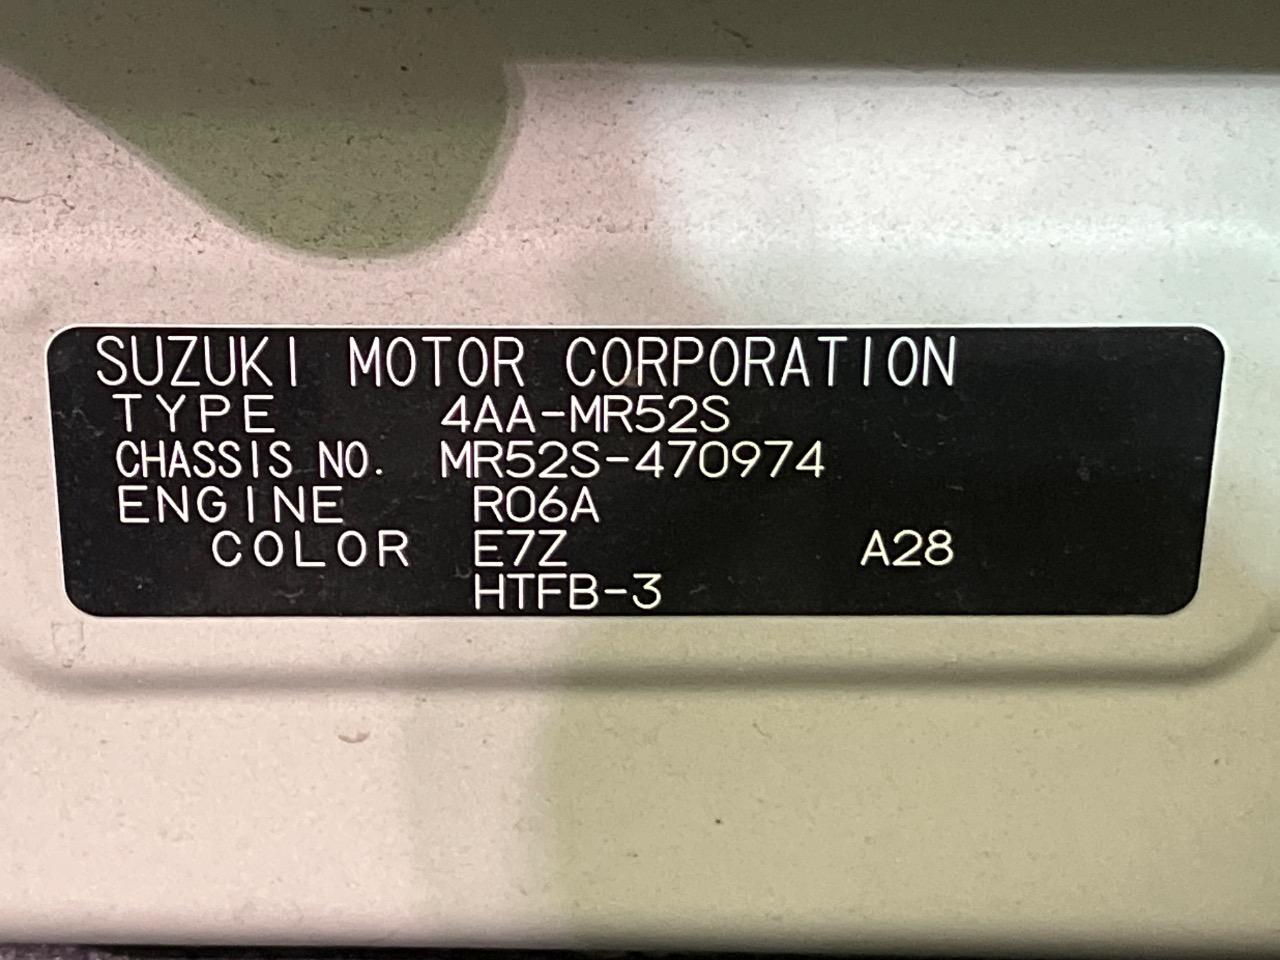 SUZUKI MOTOR CORPORATION
TYPE 4AA-MR52S
CHASSIS NO. MR52S-470974
ENGINE R06A
COLOR E7Z A28
HTFB-3